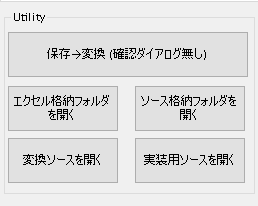 Utility
保存→変換 (確認ダイアログ無し)
エクセル格納フォルダ
を開く
ソース格納フォルダを
開く
変換ソースを開く
実装用ソースを開く